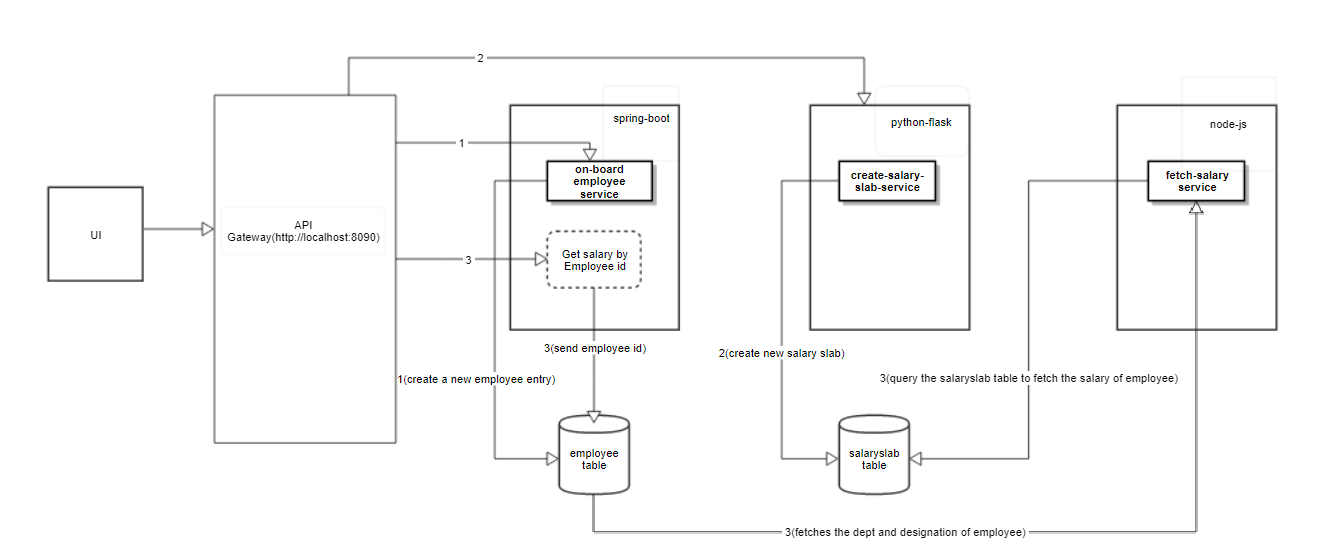 2
spring-boot
python-flask
node-js
1
on-board
employee
service
create-salary-
slab-service
fetch-salary
service
UI
API
Gateway(http://localhost:8090)
3
Get salary by
Employee id
3(send employee id)
2(create new salary slab)
1(create a new employee entry)
3(query the salaryslab table to fetch the salary of employee)
employee
table
salaryslab
table
3(fetches the dept and designation of employee)